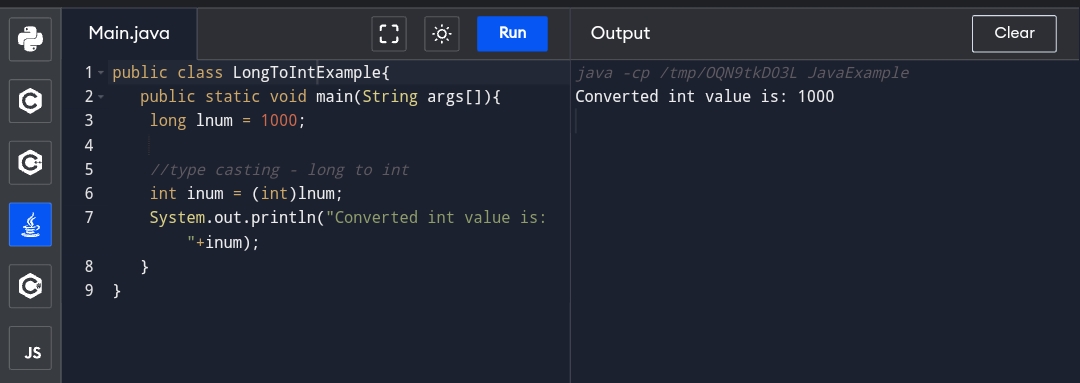 Main.java
Run
Output
Clear
1 public class LongToIntExample{
2 public static void main(String args[]){
3 long lnum = 1000;
4
5 //type casting - long to int
6 int inum = (int)lnum;
7 System.out.println("Converted int value is:
"+inum);
8 }
9 }
java -cp /tmp/OQN9tkDO3L JavaExample
Converted int value is: 1000
C
C++
C#
JS